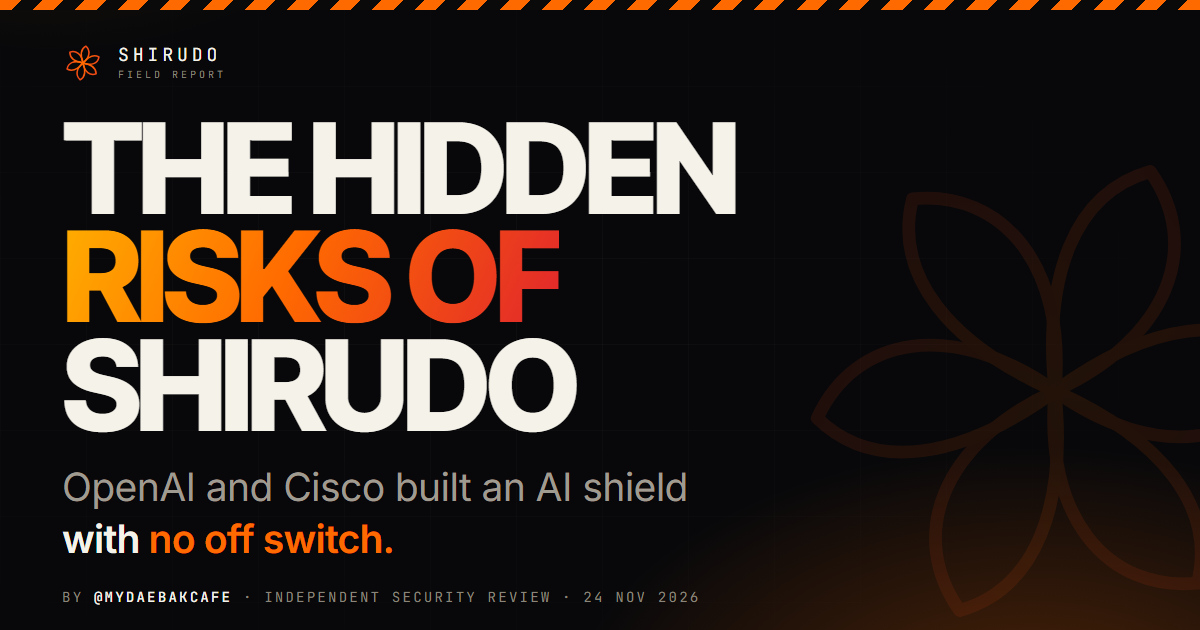 SHIRUDO
FIELD REPORT
THE HIDDEN
RISKS OF
SHIRUDO
OpenAI and Cisco built an AI shield
with no off switch.
BY @MYDAEBAKCAFE · INDEPENDENT SECURITY REVIEW · 24 NOV 2026